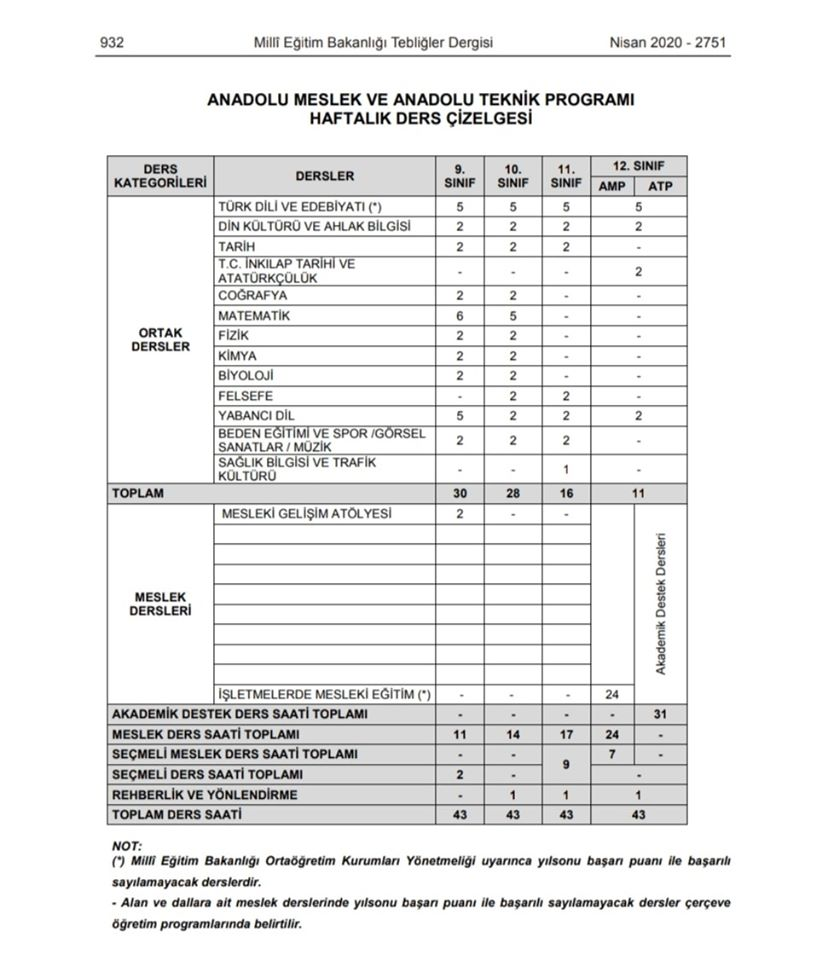 932 Millî Eğitim Bakanlığı Tebliğler Dergisi Nisan 2020 - 2751
ANADOLU MESLEK VE ANADOLU TEKNİK PROGRAMI
HAFTALIK DERS ÇİZELGESİ
DERS KATEGORİLERİ DERSLER 9. SINIF 10. SINIF 11. SINIF 12. SINIF
AMP ATP
ORTAK DERSLER
TÜRK DİLİ VE EDEBİYATI (*) 5 5 5 5
DİN KÜLTÜRÜ VE AHLAK BİLGİSİ 2 2 2 2
TARİH 2 2 2 -
T.C. İNKILAP TARİHİ VE
ATATÜRKÇÜLÜK - - - 2
COĞRAFYA 2 2 - -
MATEMATİK 6 5 - -
FİZİK 2 2 - -
KİMYA 2 2 - -
BİYOLOJİ 2 2 - -
FELSEFE - 2 2 -
YABANCI DİL 5 2 2 2
BEDEN EĞİTİMİ VE SPOR /GÖRSEL
SANATLAR / MÜZİK 2 2 2 -
SAĞLIK BİLGİSİ VE TRAFİK
KÜLTÜRÜ - - 1 -
TOPLAM 30 28 16 11
MESLEK DERSLERİ
MESLEKİ GELİŞİM ATÖLYESİ 2 - -
Akademik Destek Dersleri
İŞLETMELERDE MESLEKİ EĞİTİM (*) - - - 24
AKADEMİK DESTEK DERS SAATİ TOPLAMI - - - - 31
MESLEK DERS SAATİ TOPLAMI 11 14 17 24 -
SEÇMELİ MESLEK DERS SAATİ TOPLAMI - - 9 7 -
SEÇMELİ DERS SAATİ TOPLAMI 2 - -
REHBERLİK VE YÖNLENDİRME - 1 1 1
TOPLAM DERS SAATİ 43 43 43 43
NOT:
(*) Millî Eğitim Bakanlığı Ortaöğretim Kurumları Yönetmeliği uyarınca yılsonu başarı puanı ile başarılı
sayılamayacak derslerdir.
- Alan ve dallara ait meslek derslerinde yılsonu başarı puanı ile başarılı sayılamayacak dersler çerçeve
öğretim programlarında belirtilir.